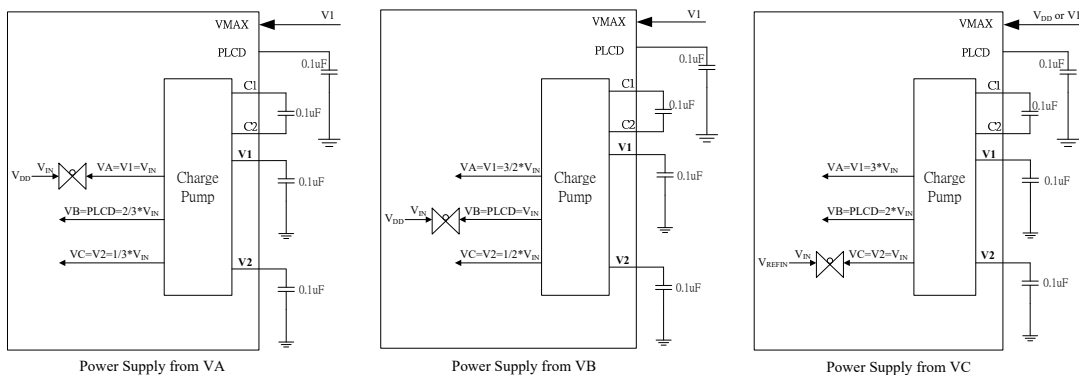 VMAX
V1
PLCD
0.1uF
C1
0.1uF
C2
V1
VDD
VIN
VA=V1=VIN
Charge
Pump
0.1uF
VB=PLCD=2/3*VIN
VC=V2=1/3*VIN
V2
0.1uF
Power Supply from VA
VMAX
V1
PLCD
0.1uF
C1
0.1uF
C2
V1
VA=V1=3/2*VIN
Charge
Pump
0.1uF
VDD
VIN
VB=PLCD=VIN
VC=V2=1/2*VIN
V2
0.1uF
Power Supply from VB
VMAX
VDD or V1
PLCD
0.1uF
C1
0.1uF
C2
V1
VA=V1=3*VIN
Charge
Pump
0.1uF
VB=PLCD=2*VIN
VREFIN
VIN
VC=V2=VIN
V2
0.1uF
Power Supply from VC